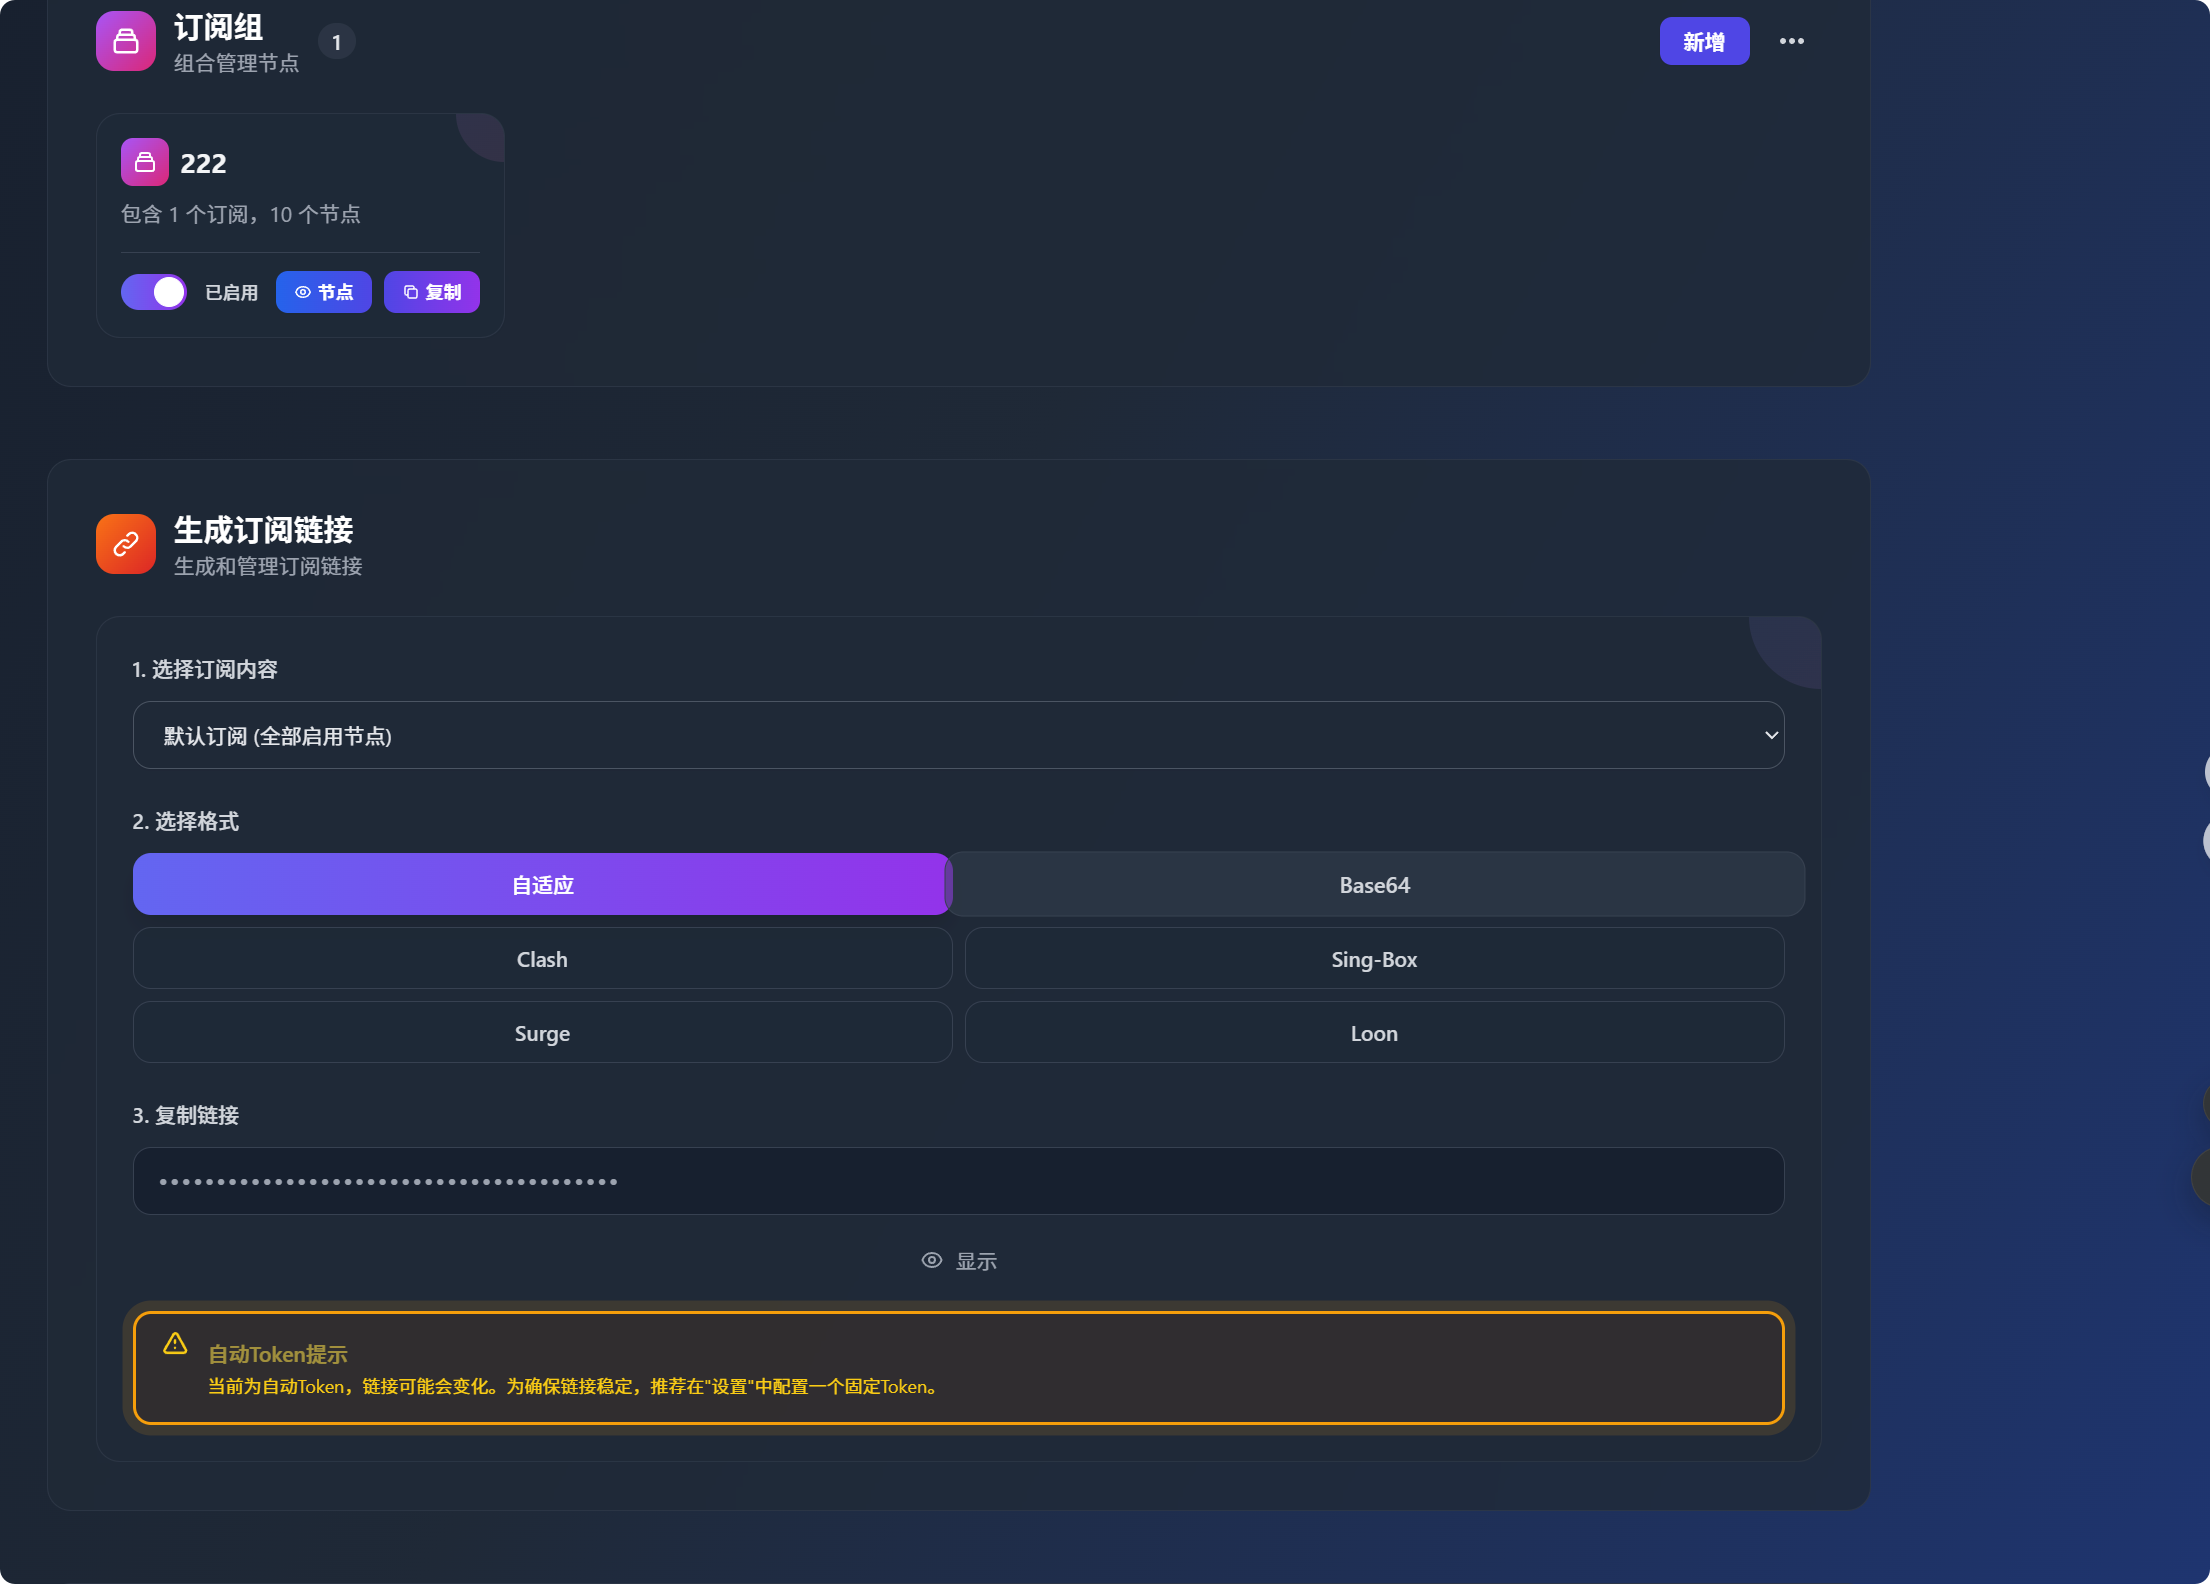 订阅组
组合管理节点
1
新增
222
包含 1 个订阅，10 个节点
已启用
节点
复制
生成订阅链接
生成和管理订阅链接
1. 选择订阅内容
默认订阅 (全部启用节点)
2. 选择格式
自适应
Base64
Clash
Sing-Box
Surge
Loon
3. 复制链接
显示
自动Token提示
当前为自动Token，链接可能会变化。为确保链接稳定，推荐在"设置"中配置一个固定Token。